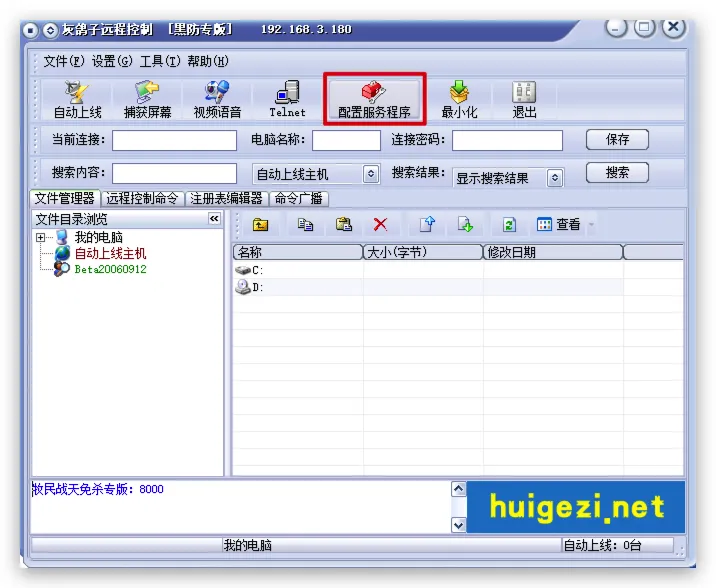 灰鸽子远程控制 [黑防专版] 192.168.3.180
文件(F) 设置(G) 工具(I) 帮助(H)
自动上线 捕获屏幕 视频语音 Telnet 配置服务程序 最小化 退出
当前连接: 电脑名称: 连接密码: 保存
搜索内容: 自动上线主机 搜索结果: 显示搜索结果 搜索
文件管理器 远程控制命令 注册表编辑器 命令广播
文件目录浏览 查看
我的电脑
自动上线主机
Beta20060912
名称 大小(字节) 修改日期
C:
D:
牧民战天免杀专版: 8000
huigezi.net
我的电脑 自动上线: 0台